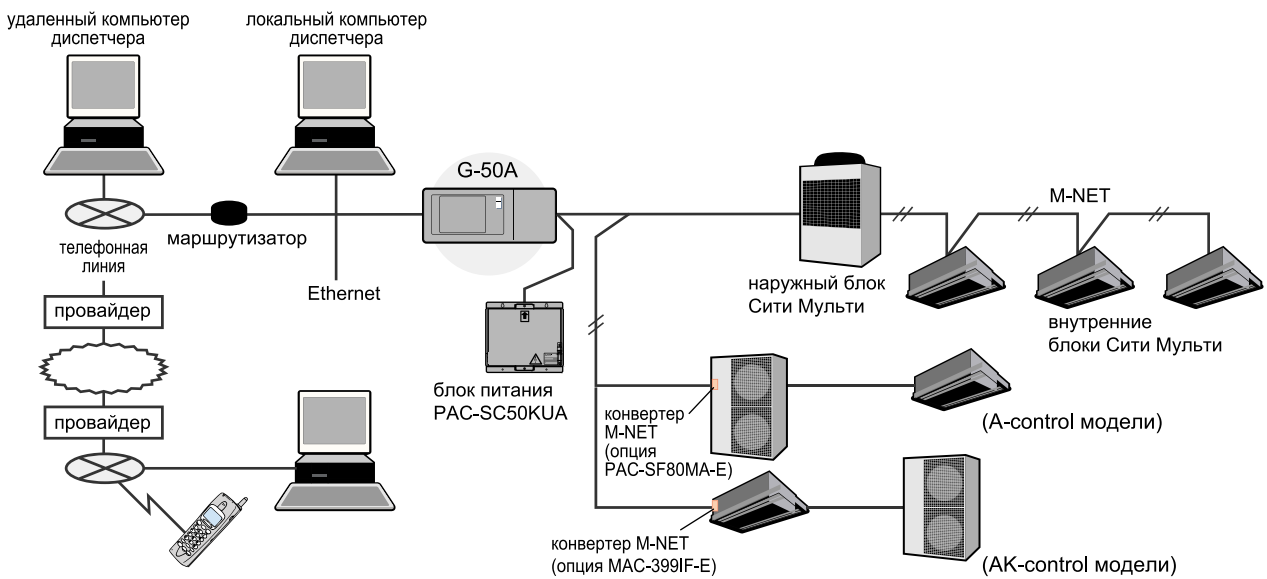 удаленный компьютер
диспетчера
локальный компьютер
диспетчера
G-50A
M-NET
маршрутизатор
телефонная
линия
Ethernet
наружный блок
Сити Мульти
внутренние
блоки Сити Мульти
провайдер
блок питания
PAC-SC50KUA
провайдер
конвертер
M-NET
(опция
PAC-SF80MA-E)
(A-control модели)
конвертер M-NET
(опция MAC-399IF-E)
(AK-control модели)